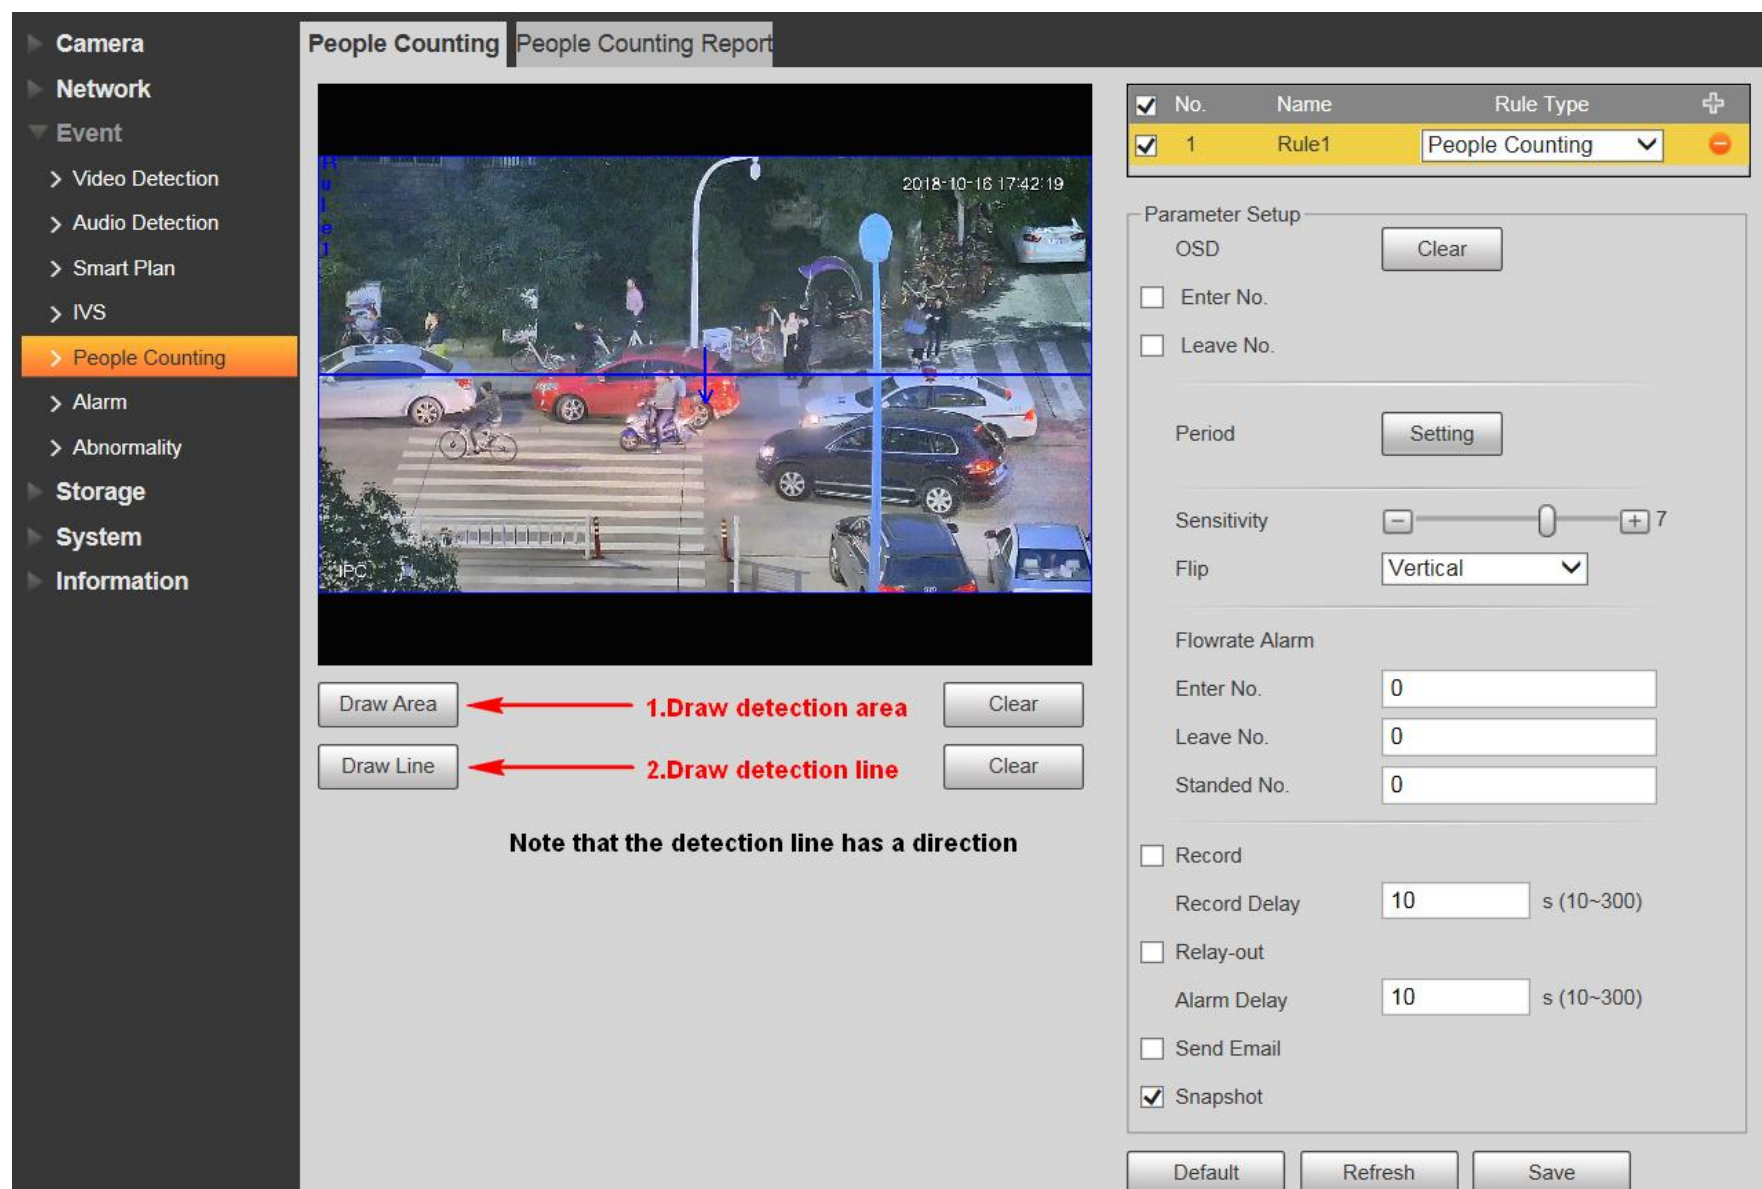 Camera
Network
Event
Video Detection
Audio Detection
Smart Plan
IVS
People Counting
Alarm
Abnormality
Storage
System
Information
People Counting
People Counting Report
Rule1
2018-10-16 17:42:19
IPC
Draw Area
1.Draw detection area
Clear
Draw Line
2.Draw detection line
Clear
Note that the detection line has a direction
No. Name Rule Type
1 Rule1 People Counting
Parameter Setup
OSD Clear
Enter No.
Leave No.
Period Setting
Sensitivity 7
Flip Vertical
Flowrate Alarm
Enter No. 0
Leave No. 0
Standed No. 0
Record
Record Delay 10 s (10~300)
Relay-out
Alarm Delay 10 s (10~300)
Send Email
Snapshot
Default Refresh Save